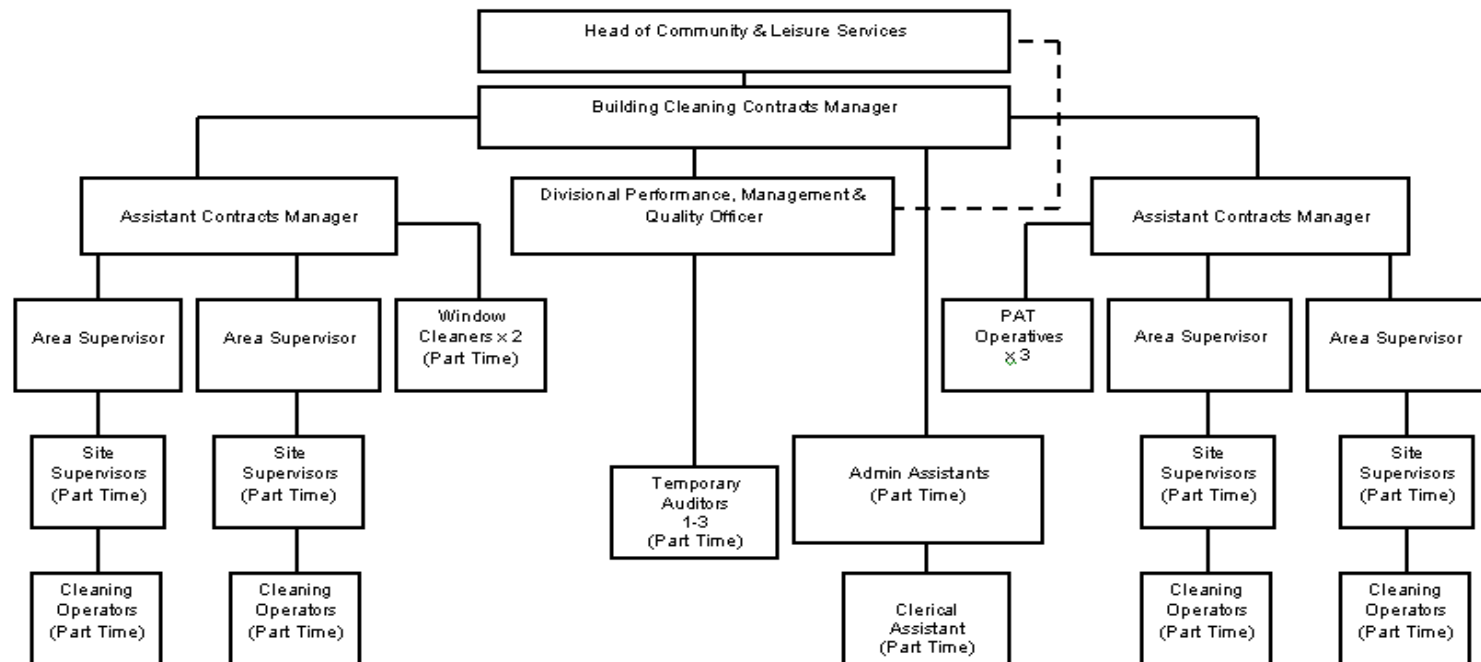 Head of Community & Leisure Services
Building Cleaning Contracts Manager
Assistant Contracts Manager
Divisional Performance, Management &
Quality Officer
Assistant Contracts Manager
Area Supervisor
Area Supervisor
Window
Cleaners x 2
(Part Time)
PAT
Operatives
x 3
Area Supervisor
Area Supervisor
Site
Supervisors
(Part Time)
Site
Supervisors
(Part Time)
Temporary
Auditors
1-3
(Part Time)
Admin Assistants
(Part Time)
Site
Supervisors
(Part Time)
Site
Supervisors
(Part Time)
Cleaning
Operators
(Part Time)
Cleaning
Operators
(Part Time)
Clerical
Assistant
(Part Time)
Cleaning
Operators
(Part Time)
Cleaning
Operators
(Part Time)